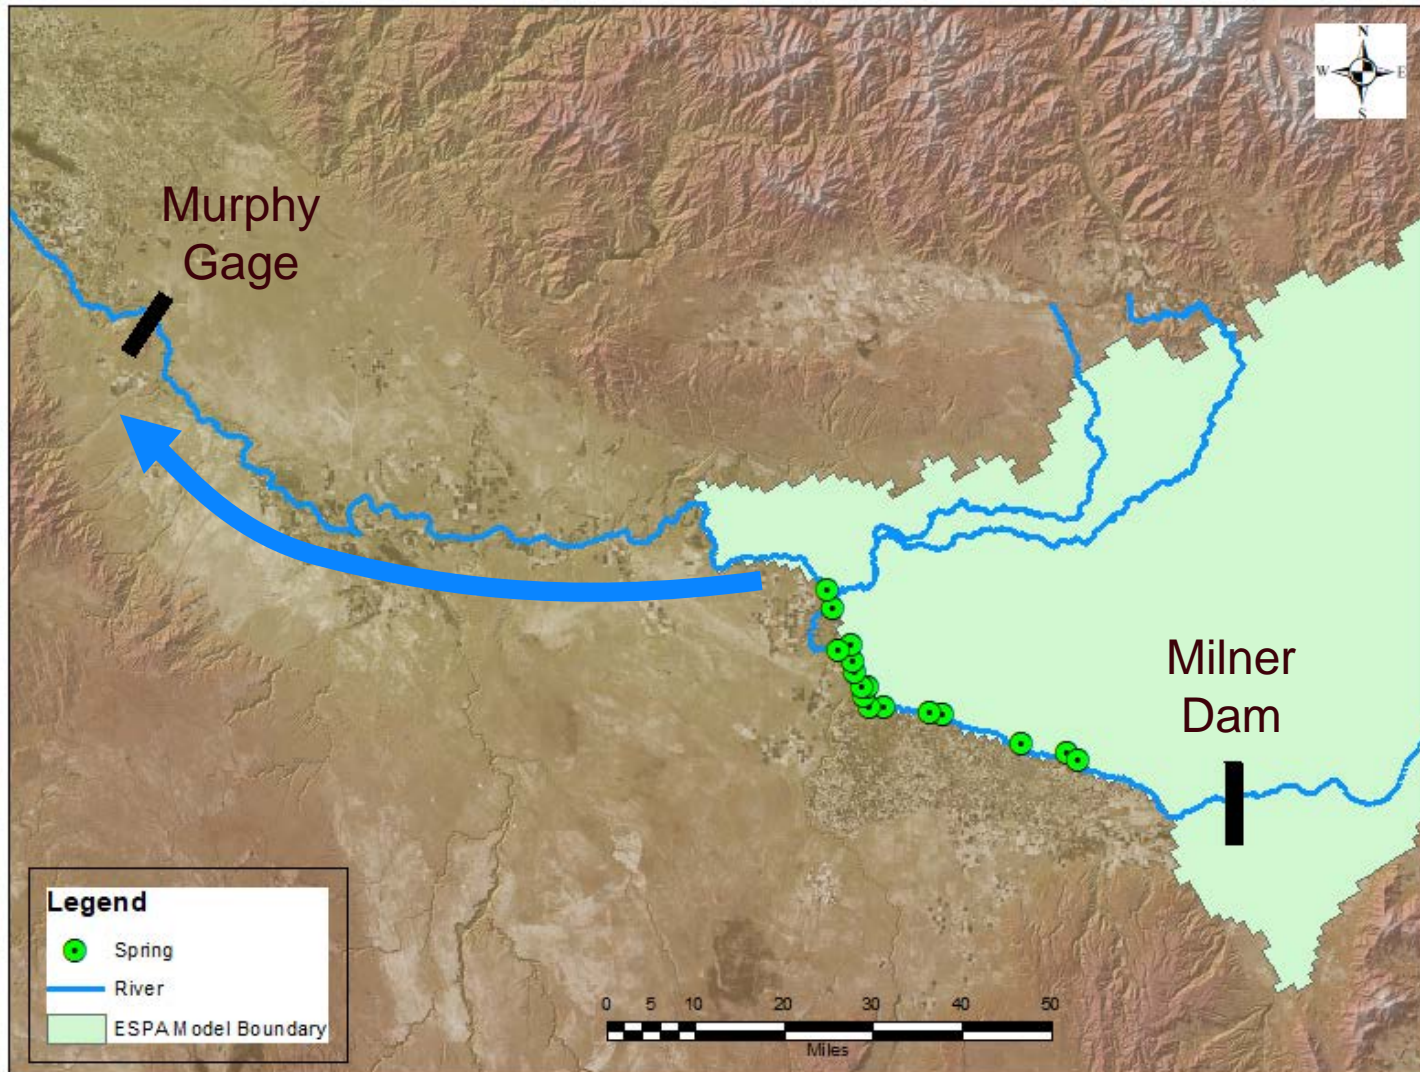 N
W E
S
Murphy
Gage
Milner
Dam
Legend
Spring
River
ESPA Model Boundary
0 5 10 20 30 40 50
Miles